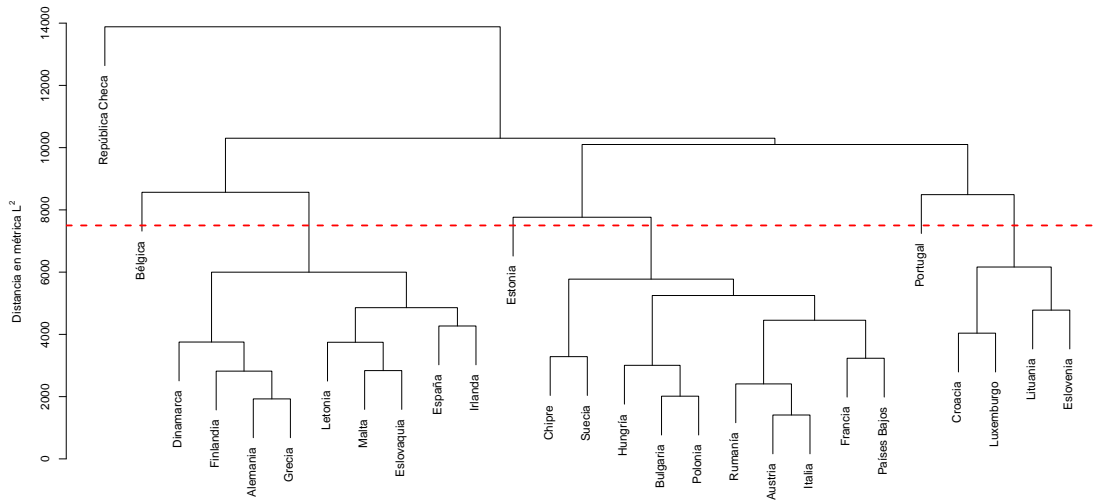 Distancia en métrica L²
14000
12000
10000
8000
6000
4000
2000
0
República Checa
Bélgica
Dinamarca
Finlandia
Alemania
Grecia
Letonia
Malta
Eslovaquia
España
Irlanda
Estonia
Chipre
Suecia
Hungría
Bulgaria
Polonia
Rumanía
Austria
Italia
Francia
Países Bajos
Portugal
Croacia
Luxemburgo
Lituania
Eslovenia